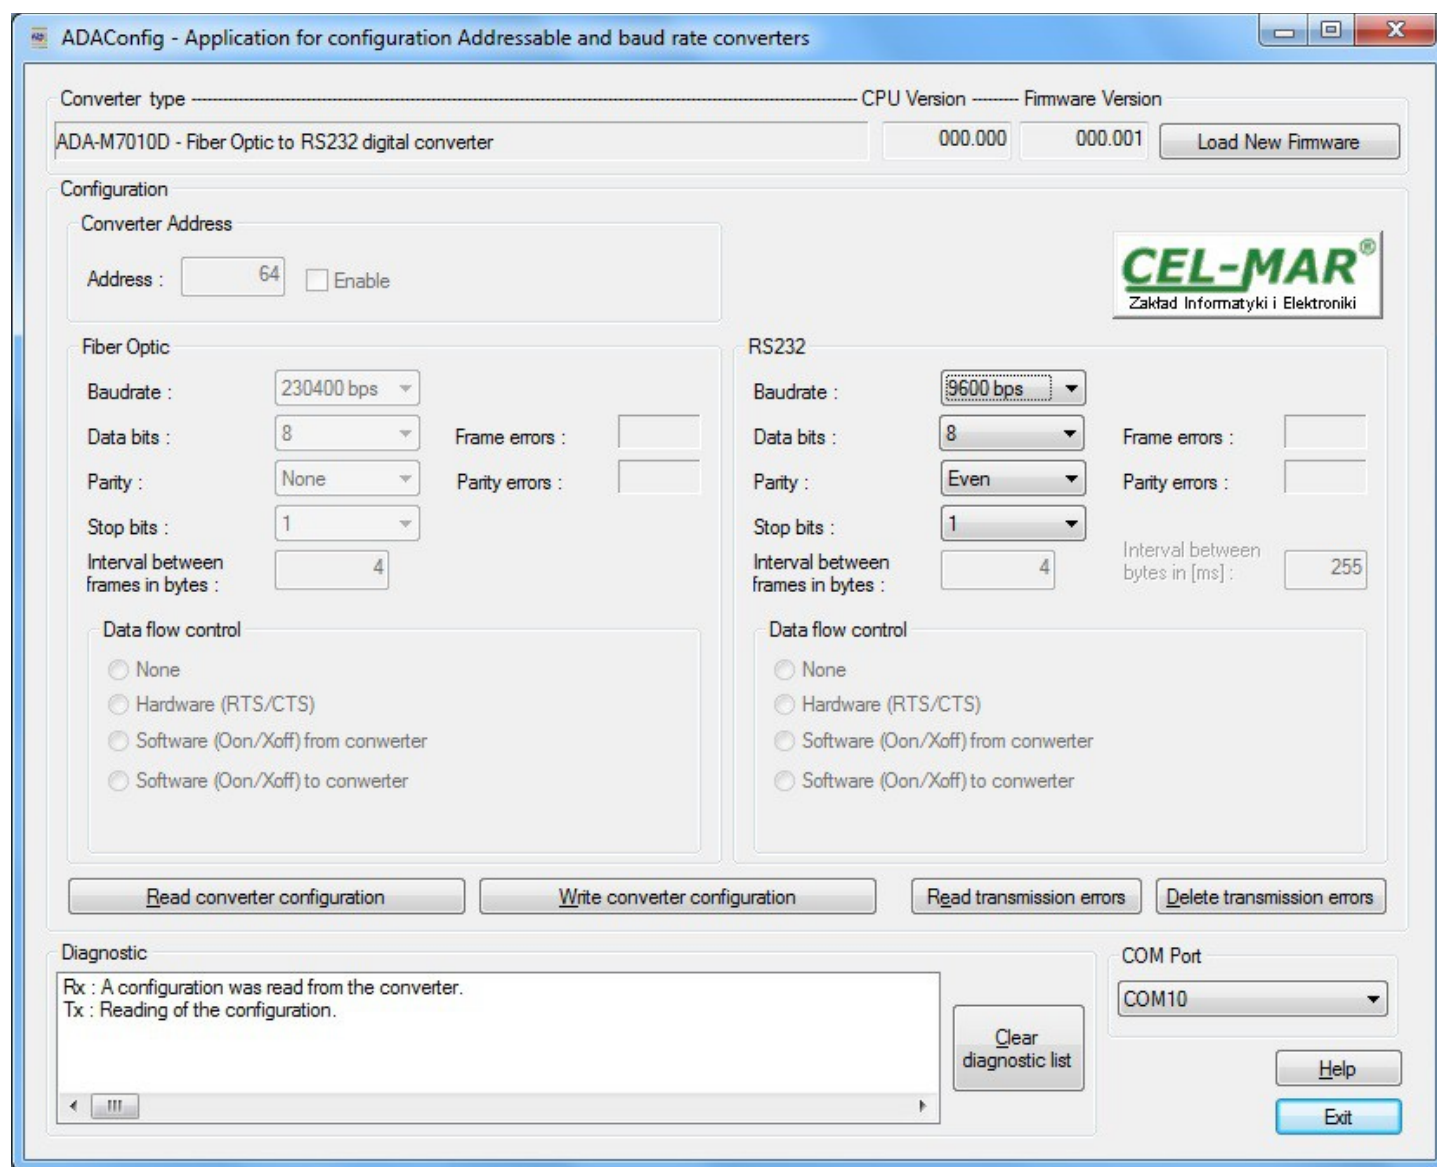 ADAConfig - Application for configuration Addressable and baud rate converters
Converter type CPU Version Firmware Version
ADA-M7010D - Fiber Optic to RS232 digital converter 000.000 000.001 Load New Firmware
Configuration
Converter Address
Address : 64 Enable
CEL-MAR®
Zakład Informatyki i Elektroniki
Fiber Optic
Baudrate : 230400 bps
Data bits : 8 Frame errors :
Parity : None Parity errors :
Stop bits : 1
Interval between
frames in bytes : 4
Data flow control
None
Hardware (RTS/CTS)
Software (Oon/Xoff) from conwerter
Software (Oon/Xoff) to conwerter
RS232
Baudrate : 9600 bps
Data bits : 8 Frame errors :
Parity : Even Parity errors :
Stop bits : 1
Interval between
frames in bytes : 4
Interval between
bytes in [ms] : 255
Data flow control
None
Hardware (RTS/CTS)
Software (Oon/Xoff) from conwerter
Software (Oon/Xoff) to conwerter
Read converter configuration Write converter configuration Read transmission errors Delete transmission errors
Diagnostic
Rx : A configuration was read from the converter.
Tx : Reading of the configuration.
Clear
diagnostic list
COM Port
COM10
Help
Exit